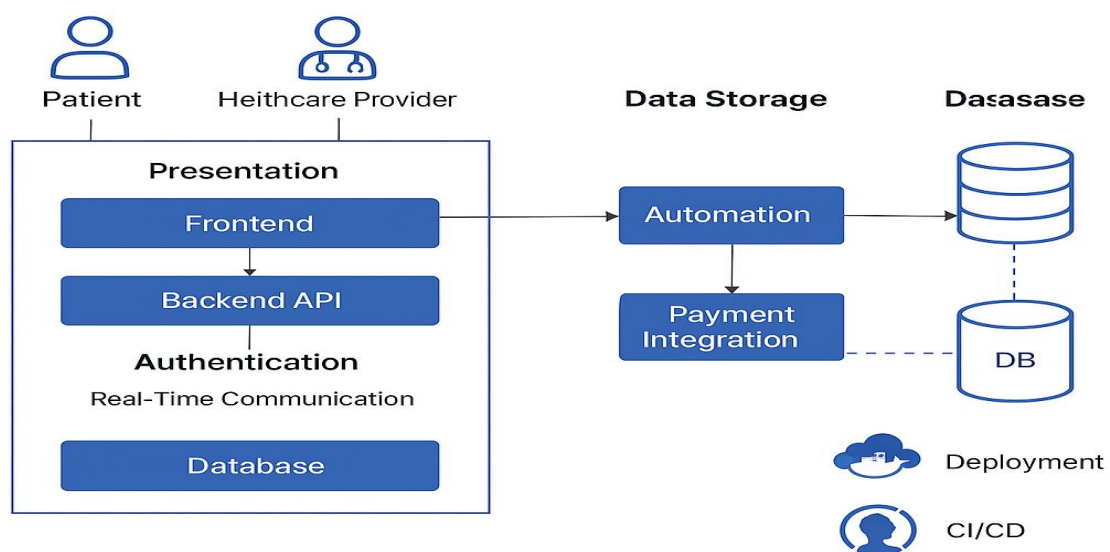 Patient
Heithcare Provider
Data Storage
Dasasase
Presentation
Frontend
Automation
Backend API
Payment
Integration
Authentication
DB
Real-Time Communication
Database
Deployment
CI/CD